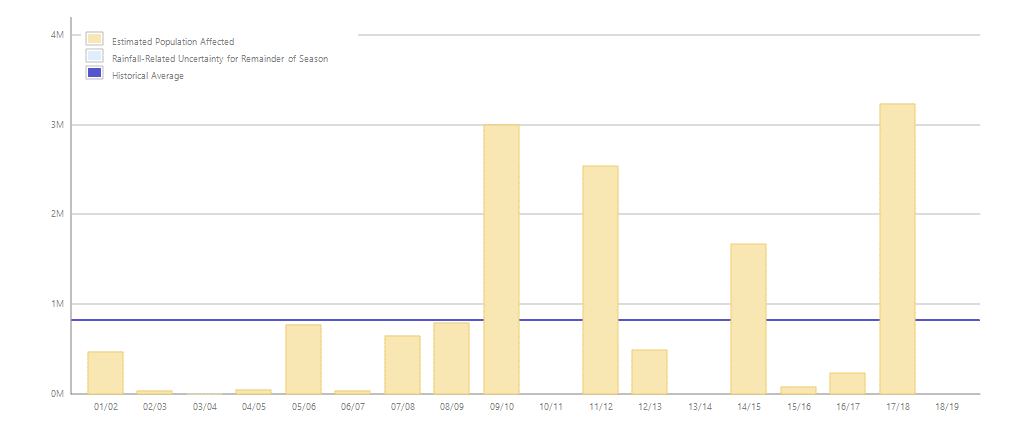 4M
Estimated Population Affected
Rainfall-Related Uncertainty for Remainder of Season
Historical Average
3M
2M
1M
0M
01/02 02/03 03/04 04/05 05/06 06/07 07/08 08/09 09/10 10/11 11/12 12/13 13/14 14/15 15/16 16/17 17/18 18/19